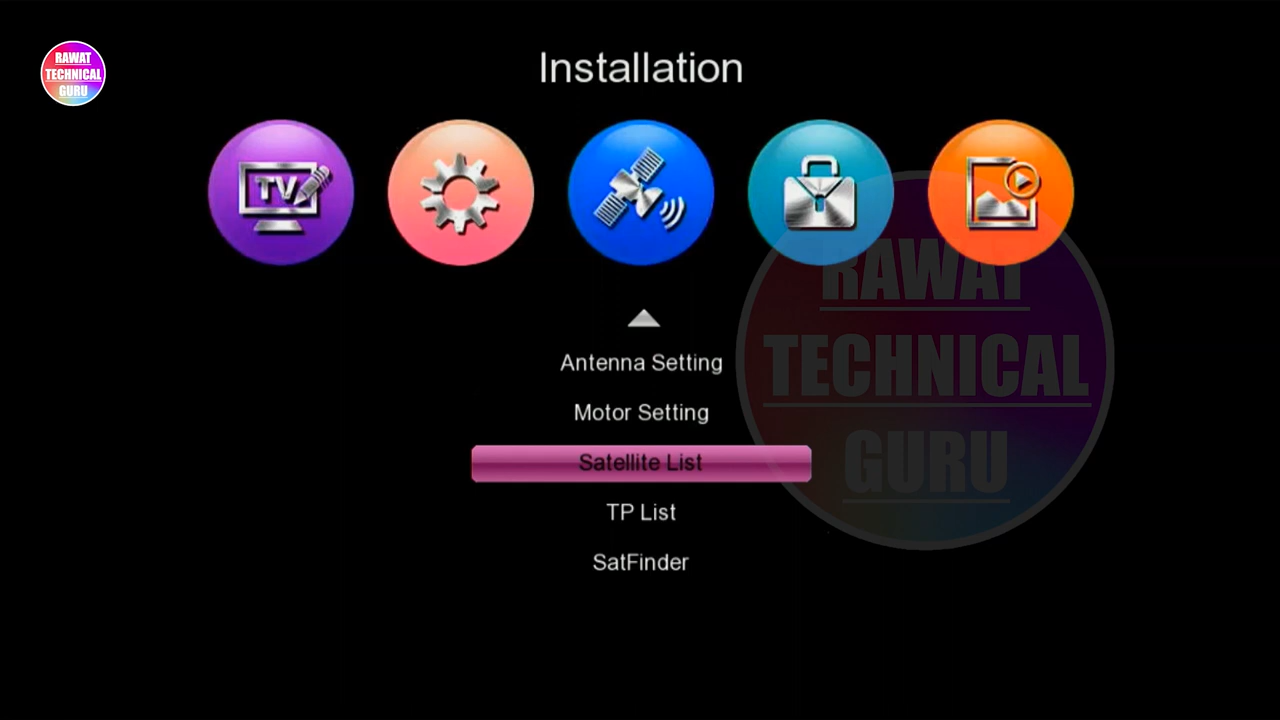 RAWAT
TECHNICAL
GURU
Installation
TV
Antenna Setting
Motor Setting
Satellite List
TP List
SatFinder
RAWAT
TECHNICAL
GURU